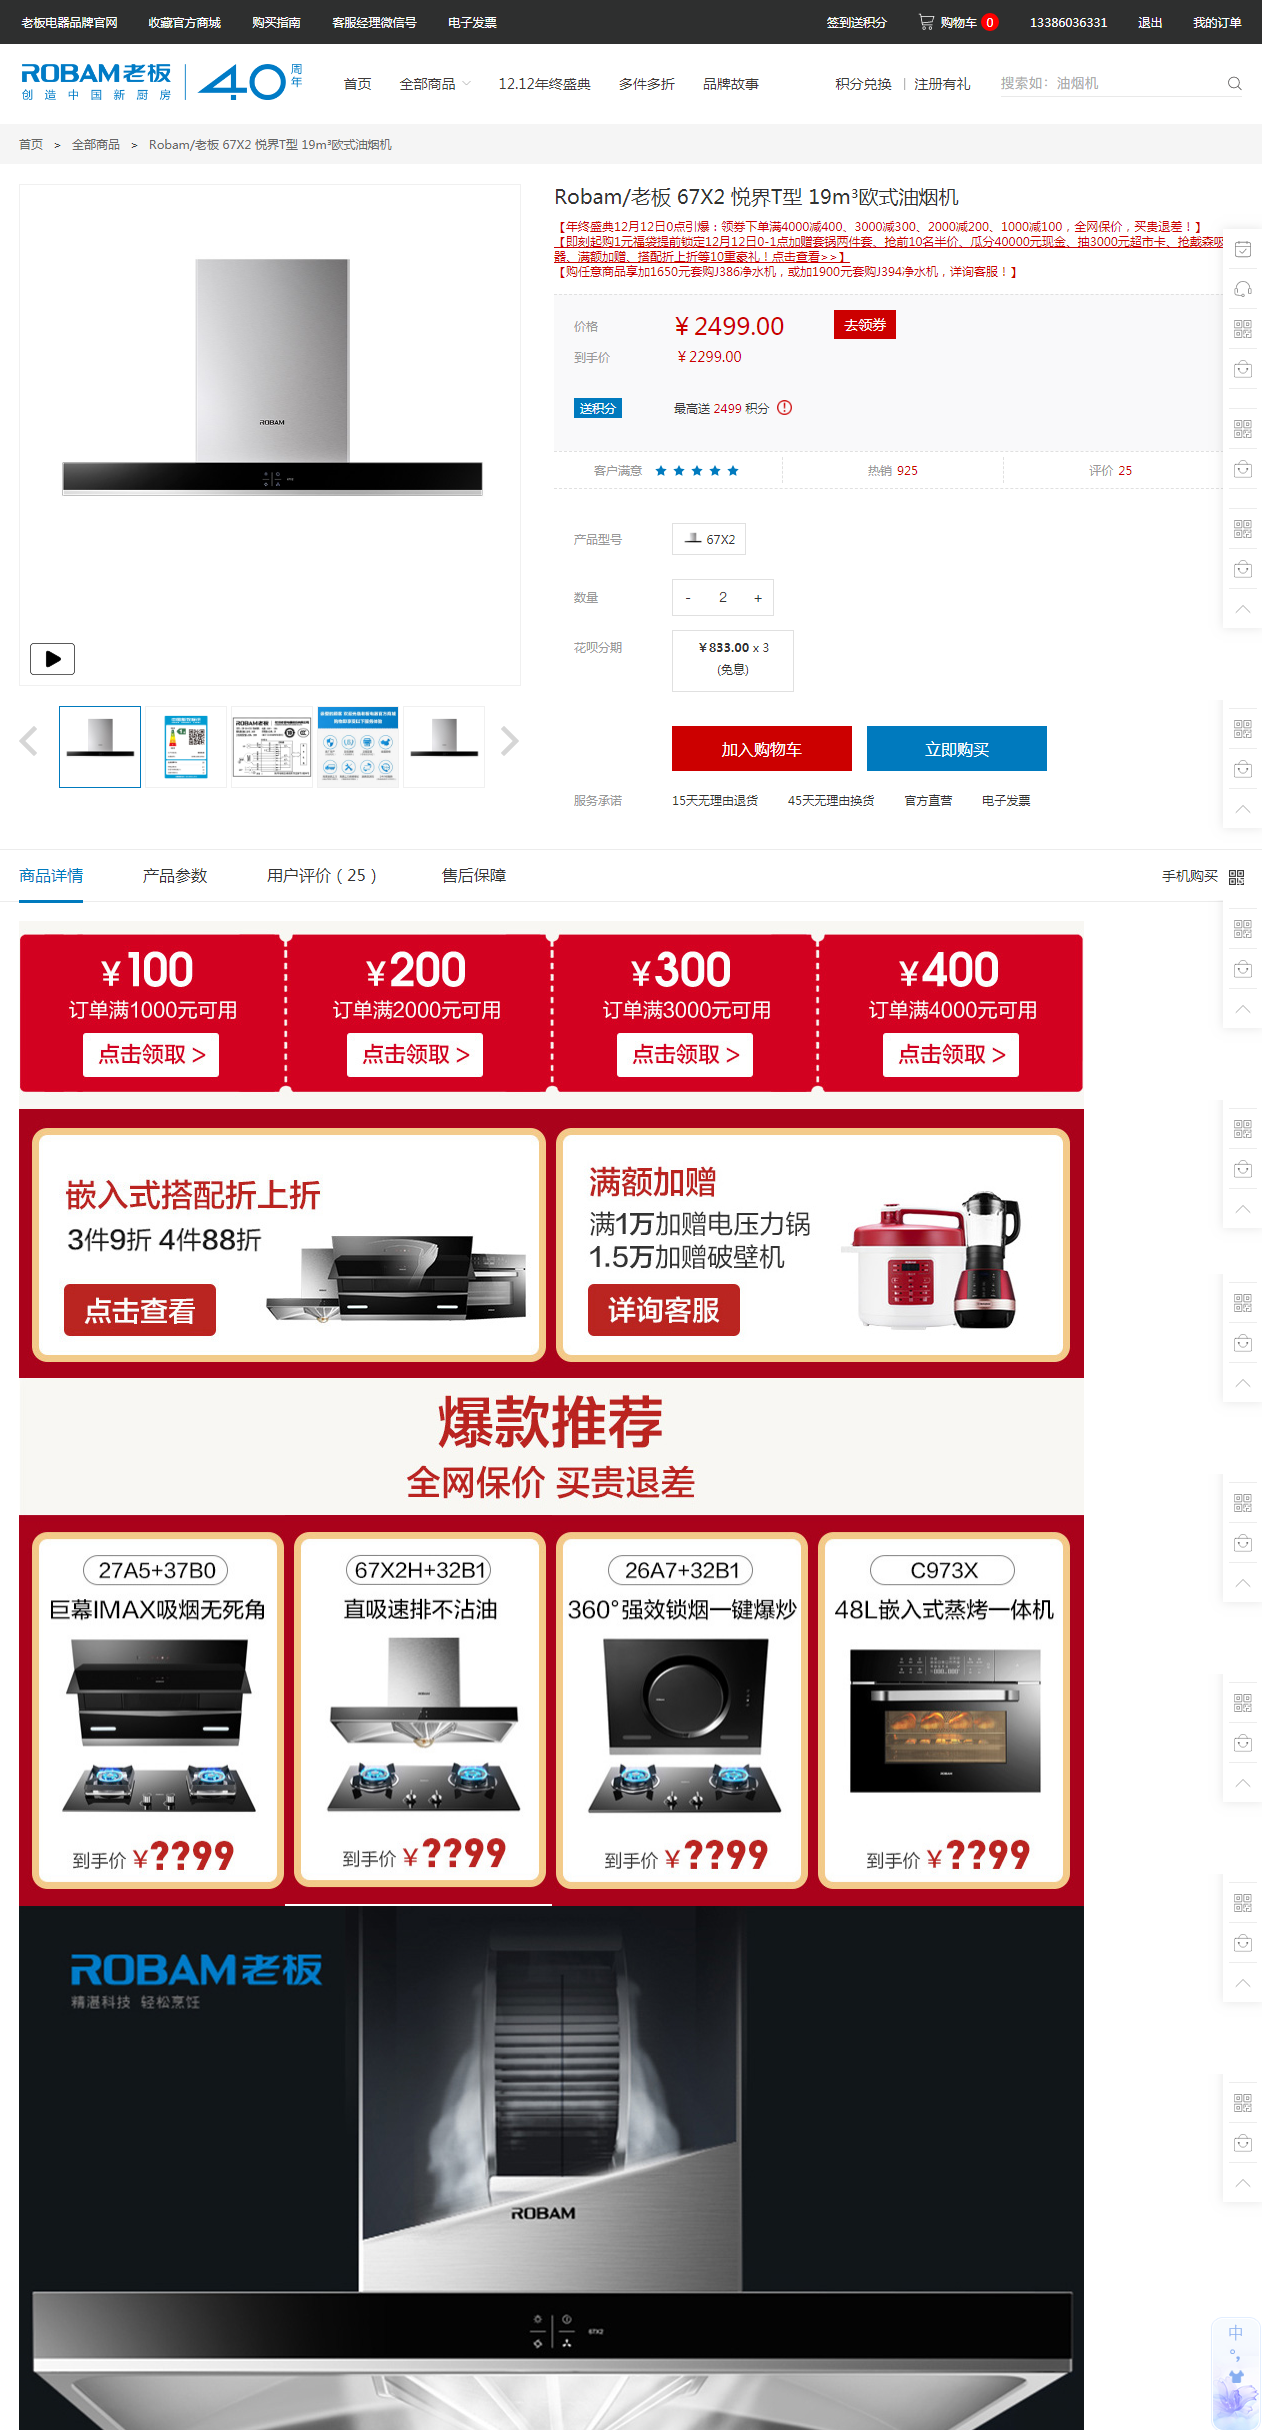 老板电器品牌官网 收藏官方商城 购买指南 客服经理微信号 电子发票 签到送积分 购物车 0 13386036331 退出 我的订单
ROBAM老板 40 周年
创造中国新厨房
首页 全部商品 12.12年终盛典 多件多折 品牌故事 积分兑换 | 注册有礼 搜索如：油烟机
首页 > 全部商品 > Robam/老板 67X2 悦界T型 19m³欧式油烟机
Robam/老板 67X2 悦界T型 19m³欧式油烟机
【年终盛典12月12日0点引爆：领券下单满4000减400、3000减300、2000减200、1000减100，全网保价，买贵退差！】
【即刻起购1元福袋提前锁定12月12日0-1点加赠套锅两件套、抢前10名半价、瓜分40000元现金、抽3000元超市卡、抢戴森吸
器、满额加赠、搭配折上折等10重豪礼！点击查看>>】
【购任意商品享加1650元套购J386净水机，或加1900元套购J394净水机，详询客服！】
价格 ¥ 2499.00 去领券
到手价 ¥2299.00
送积分 最高送 2499 积分
客户满意 热销 925 评价 25
产品型号 67X2
数量 - 2 +
花呗分期 ¥833.00 x 3
(免息)
加入购物车 立即购买
服务承诺 15天无理由退货 45天无理由换货 官方直营 电子发票
ROBAM
商品详情 产品参数 用户评价（25） 售后保障 手机购买
¥100 ¥200 ¥300 ¥400
订单满1000元可用 订单满2000元可用 订单满3000元可用 订单满4000元可用
点击领取 > 点击领取 > 点击领取 > 点击领取 >
嵌入式搭配折上折
3件9折 4件88折
点击查看
满额加赠
满1万加赠电压力锅
1.5万加赠破壁机
详询客服
爆款推荐
全网保价 买贵退差
27A5+37B0 67X2H+32B1 26A7+32B1 C973X
巨幕IMAX吸烟无死角 直吸速排不沾油 360°强效锁烟一键爆炒 48L嵌入式蒸烤一体机
到手价 ¥??99 到手价 ¥??99 到手价 ¥??99 到手价 ¥??99
ROBAM老板
精湛科技 轻松烹饪
ROBAM
67X2
中